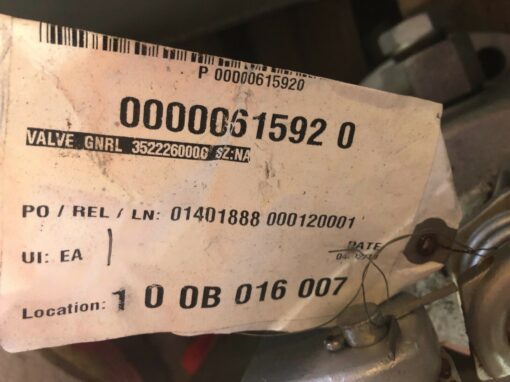 P 00000615920
0000061592 0
VALVE GNRL 3522260006 SZ:NA
PO / REL / LN: 01401888 000120001
DATE
UI: EA
Location: 1 0 0B 016 007